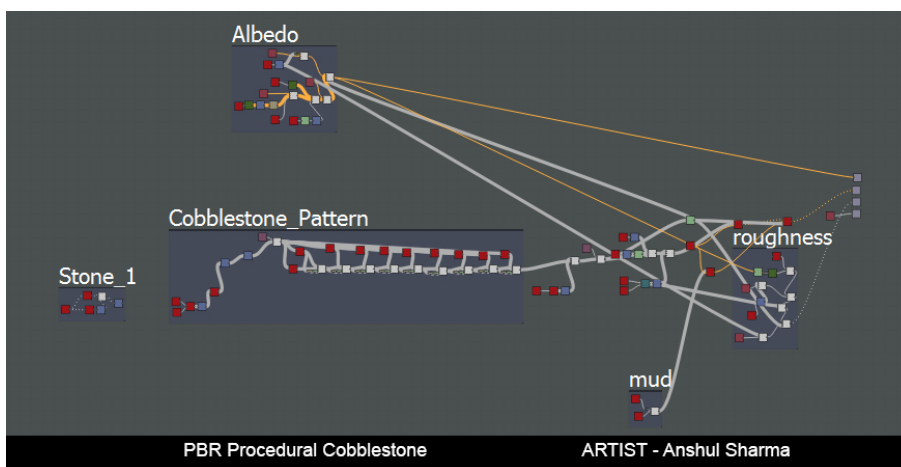 Albedo
Cobblestone_Pattern
roughness
Stone_1
mud
PBR Procedural Cobblestone
ARTIST - Anshul Sharma